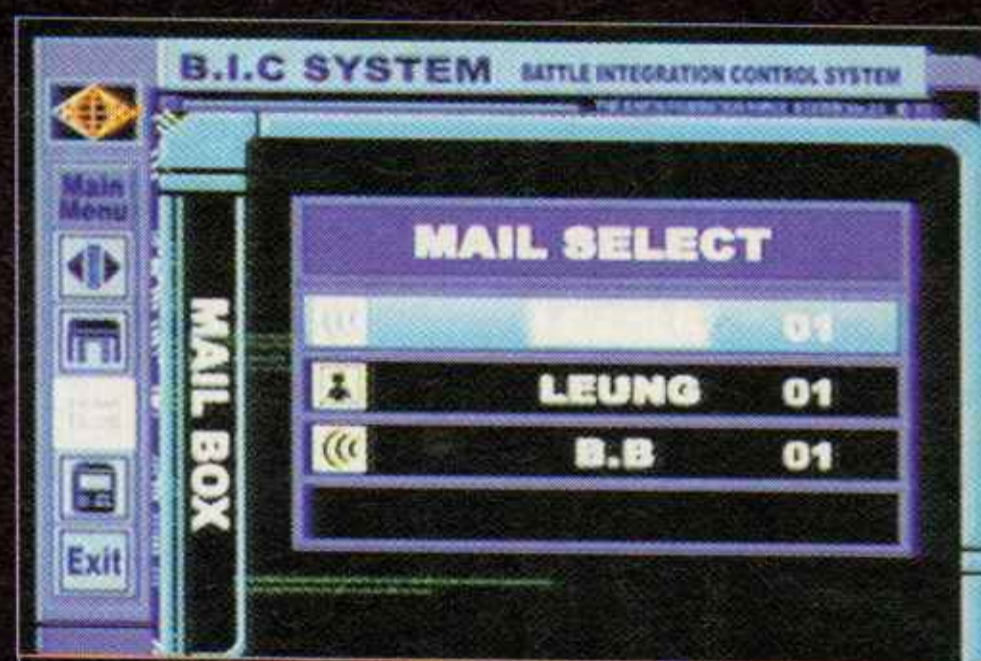 B.I.C SYSTEM BATTLE INTEGRATION CONTROL SYSTEM
Main
Menu
Exit
MAIL BOX
MAIL SELECT
01
LEUNG 01
B.B 01